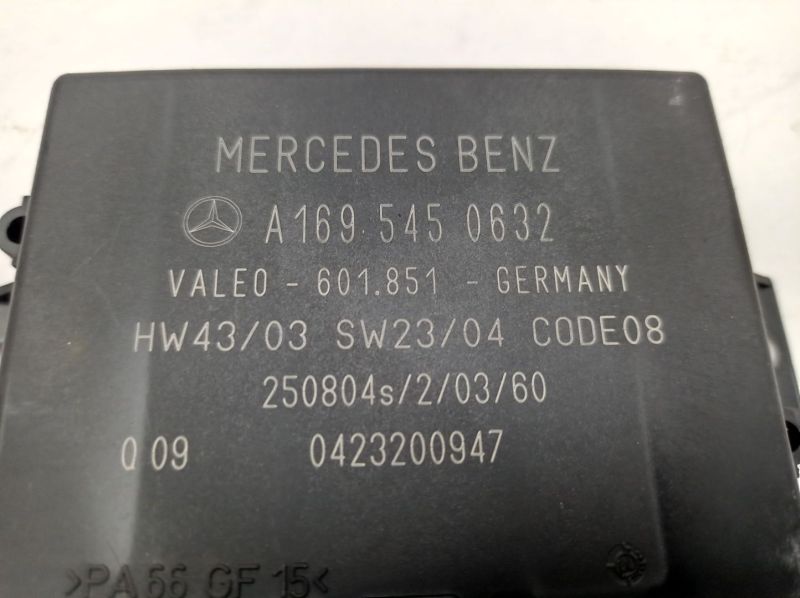 MERCEDES BENZ
A169 545 0632
VALEO - 601.851 - GERMANY
HW43/03 SW23/04 CODE08
250804s/2/03/60
Q 09 0423200947
>PA66 GF 15<